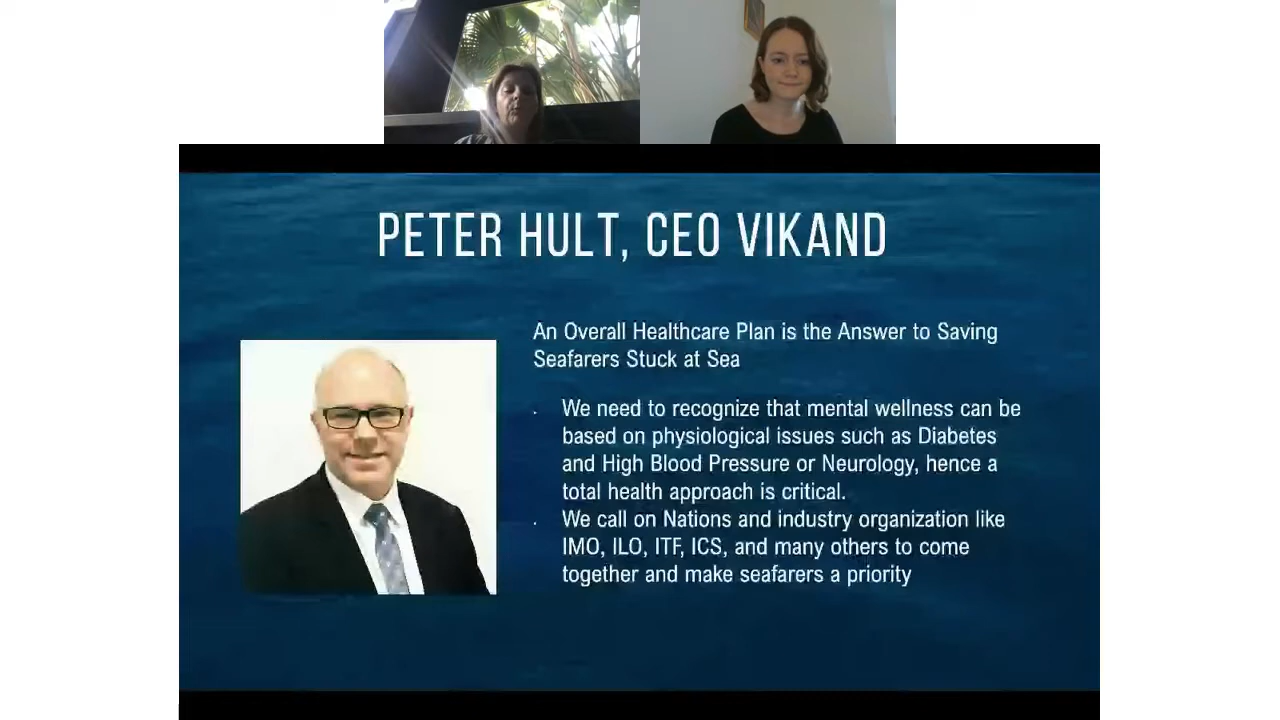 PETER HULT, CEO VIKAND
An Overall Healthcare Plan is the Answer to Saving
Seafarers Stuck at Sea
· We need to recognize that mental wellness can be
based on physiological issues such as Diabetes
and High Blood Pressure or Neurology, hence a
total health approach is critical.
· We call on Nations and industry organization like
IMO, ILO, ITF, ICS, and many others to come
together and make seafarers a priority